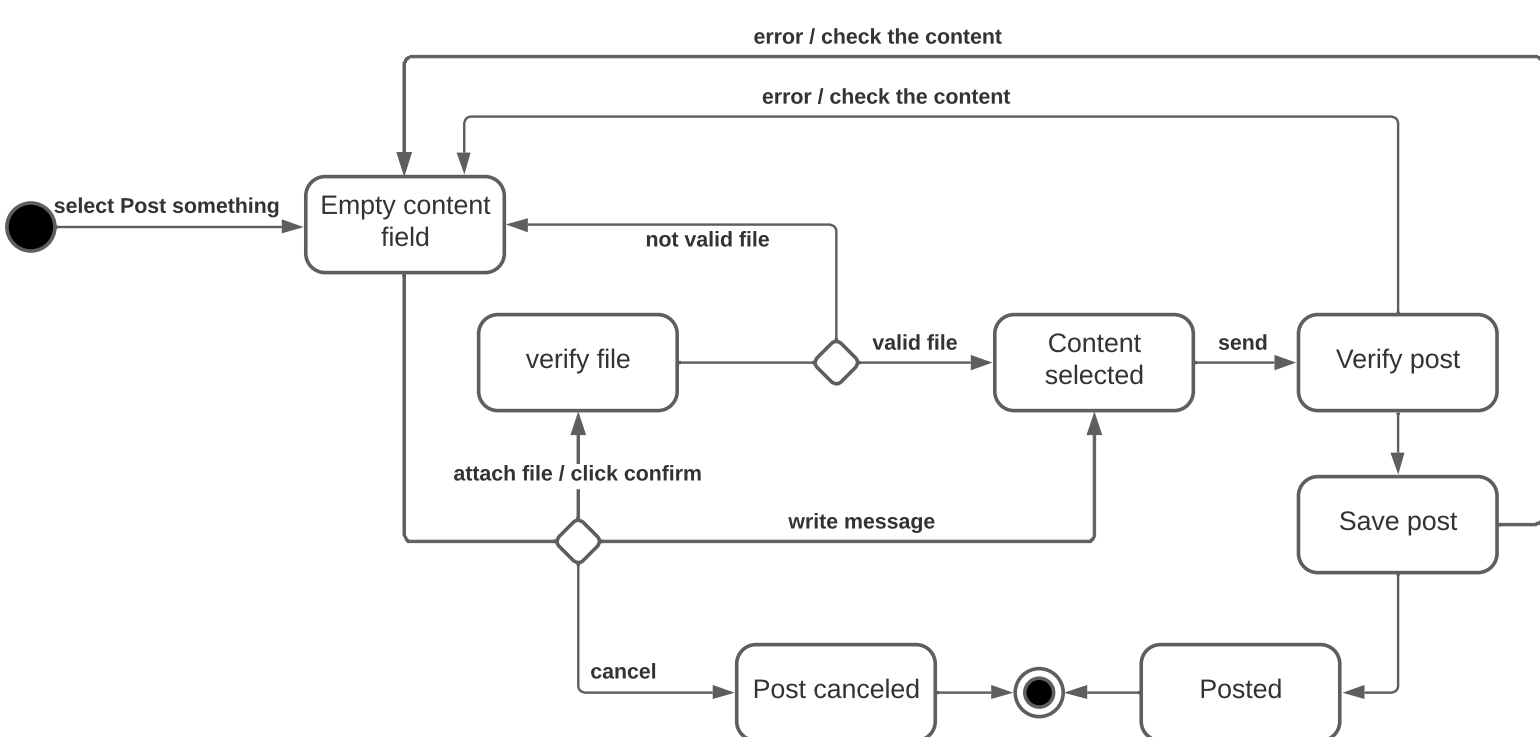 error / check the content
error / check the content
select Post something
Empty content
field
not valid file
verify file
valid file
Content
selected
send
Verify post
attach file / click confirm
write message
Save post
cancel
Post canceled
Posted